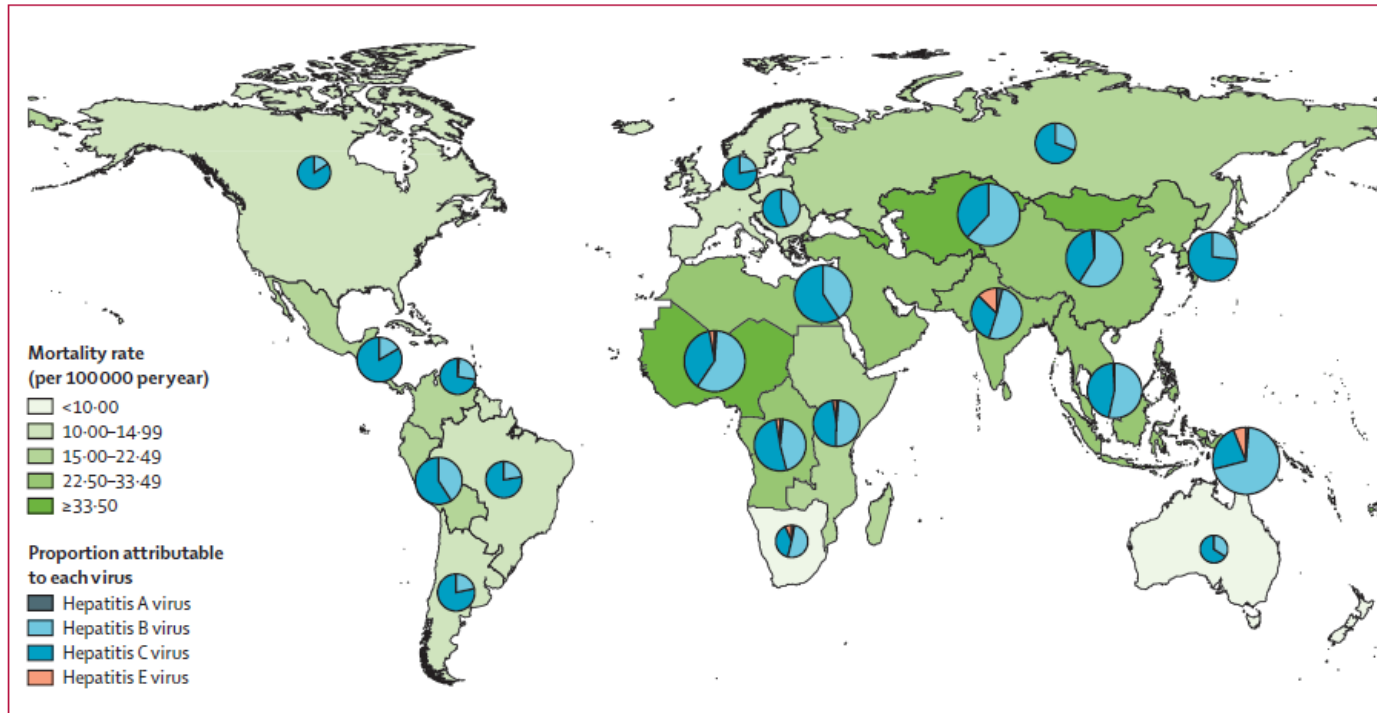 Mortality rate
(per 100 000 per year)
<10·00
10·00–14·99
15·00–22·49
22·50–33·49
≥33·50
Proportion attributable
to each virus
Hepatitis A virus
Hepatitis B virus
Hepatitis C virus
Hepatitis E virus